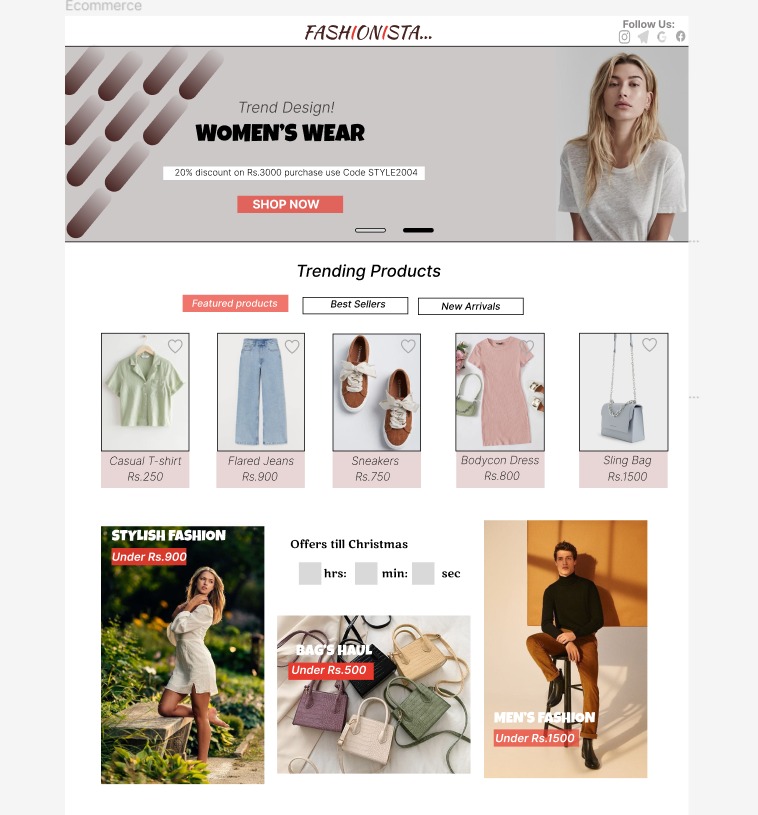 Ecommerce
FASHIONISTA...
Follow Us:
Trend Design!
WOMEN'S WEAR
20% discount on Rs.3000 purchase use Code STYLE2004
SHOP NOW
Trending Products
Featured products
Best Sellers
New Arrivals
Casual T-shirt
Rs.250
Flared Jeans
Rs.900
Sneakers
Rs.750
Bodycon Dress
Rs.800
Sling Bag
Rs.1500
STYLISH FASHION
Under Rs.900
Offers till Christmas
hrs: min: sec
BAG'S HAUL
Under Rs.500
MEN'S FASHION
Under Rs.1500